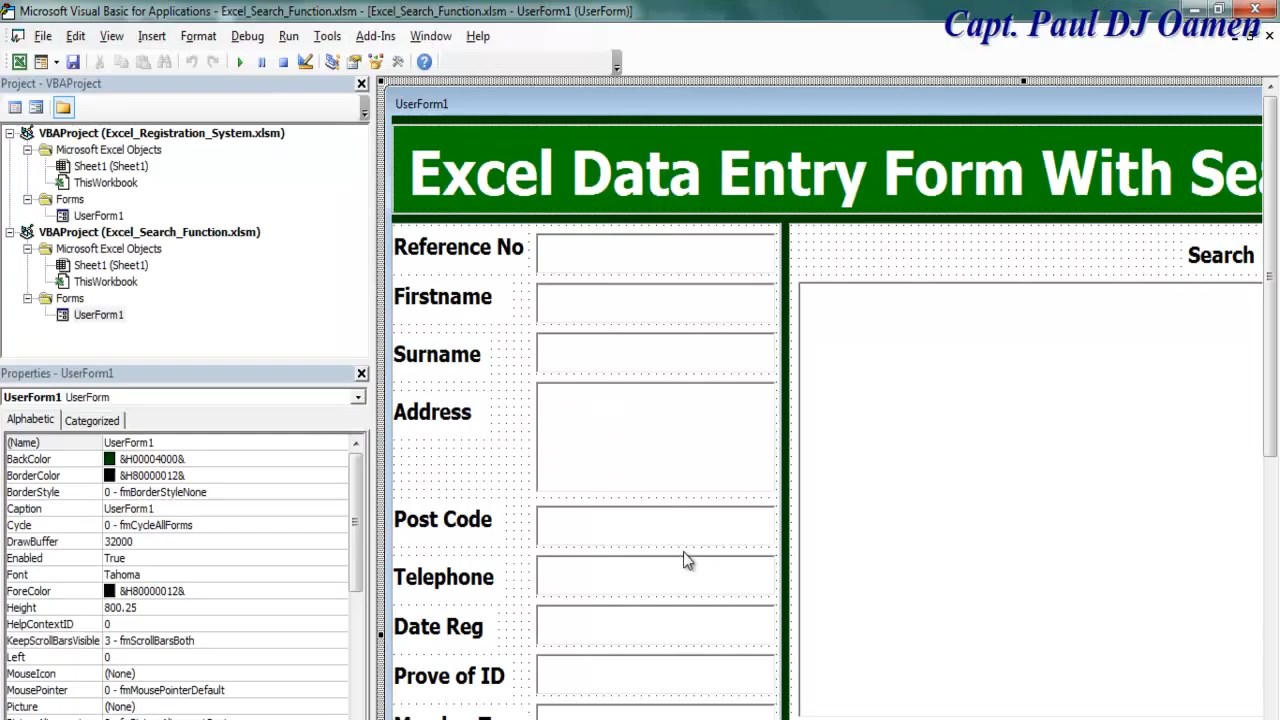 Microsoft Visual Basic for Applications - Excel_Search_Function.xlsm - [Excel_Search_Function.xlsm - UserForm1 (UserForm)]
Capt. Paul DJ Oamen
File Edit View Insert Format Debug Run Tools Add-Ins Window Help
Project - VBAProject
VBAProject (Excel_Registration_System.xlsm)
Microsoft Excel Objects
Sheet1 (Sheet1)
ThisWorkbook
Forms
UserForm1
VBAProject (Excel_Search_Function.xlsm)
Microsoft Excel Objects
Sheet1 (Sheet1)
ThisWorkbook
Forms
UserForm1
Properties - UserForm1
UserForm1 UserForm
Alphabetic Categorized
(Name) UserForm1
BackColor &H00004000&
BorderColor &H80000012&
BorderStyle 0 - fmBorderStyleNone
Caption UserForm1
Cycle 0 - fmCycleAllForms
DrawBuffer 32000
Enabled True
Font Tahoma
ForeColor &H80000012&
Height 800.25
HelpContextID 0
KeepScrollBarsVisible 3 - fmScrollBarsBoth
Left 0
MouseIcon (None)
MousePointer 0 - fmMousePointerDefault
Picture (None)
UserForm1
Excel Data Entry Form With Sea
Reference No
Search
Firstname
Surname
Address
Post Code
Telephone
Date Reg
Prove of ID